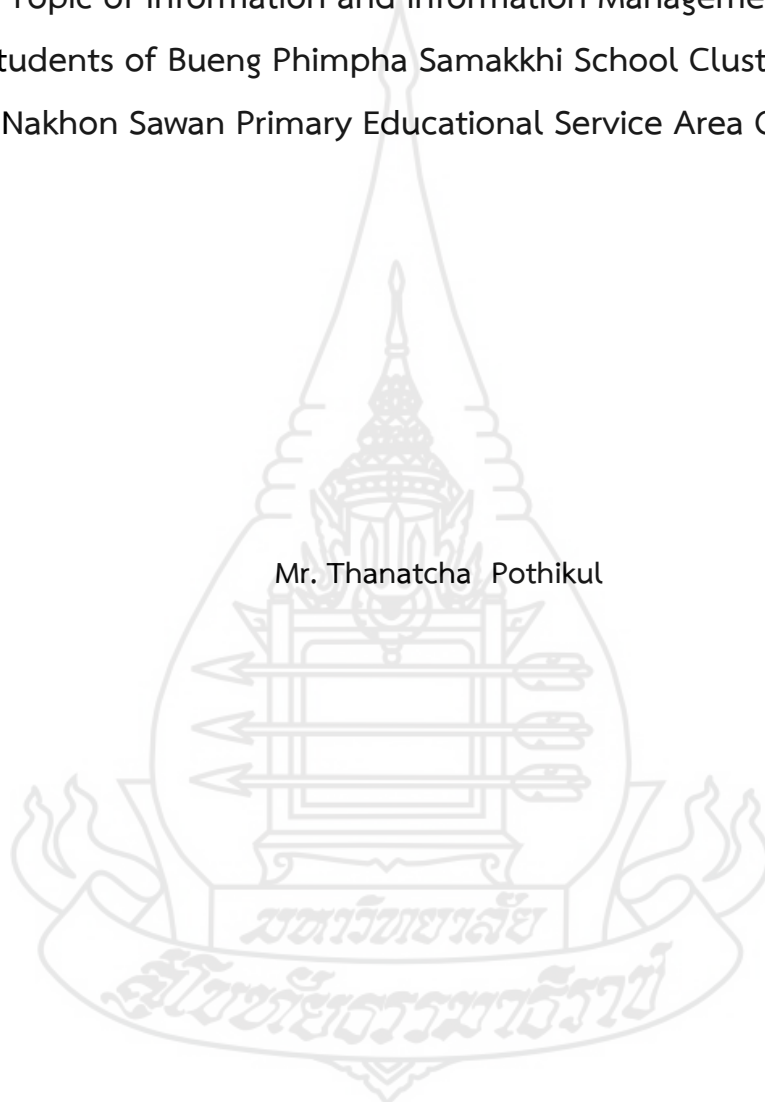 Topic of Information and Information Manageme
tudents of Bueng Phimpha Samakkhi School Clust
Nakhon Sawan Primary Educational Service Area
Mr. Thanatcha Pothikul
มหาวิทยาลัย
สุโขทัยธรรมาธิราช